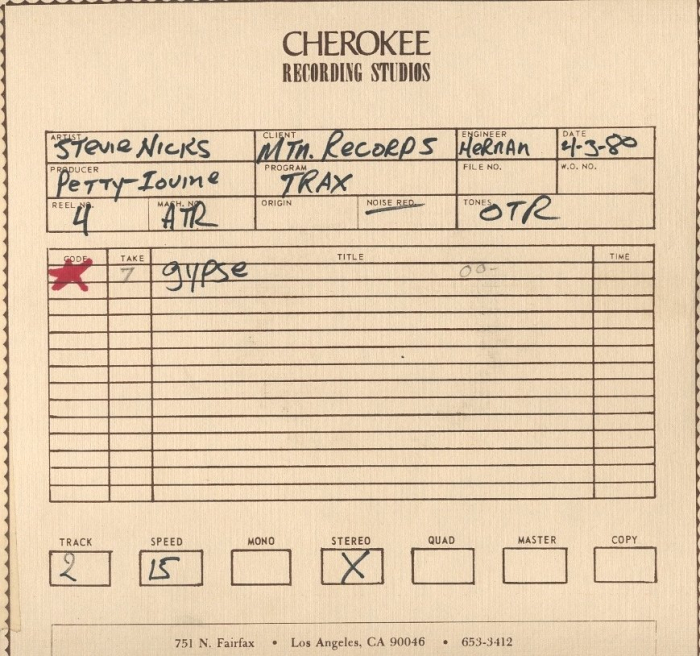 CHEROKEE
RECORDING STUDIOS
ARTIST CLIENT ENGINEER DATE
Stevie Nicks Mtn. Records Hernan 4-3-80
PRODUCER PROGRAM FILE NO. W.O. NO.
Petty-Iovine TRAX
REEL NO. MACH. NO. ORIGIN NOISE RED. TONES
4 ATR OTR
CODE TAKE TITLE TIME
7 gypse 00-
TRACK SPEED MONO STEREO QUAD MASTER COPY
2 15 X
751 N. Fairfax • Los Angeles, CA 90046 • 653-3412